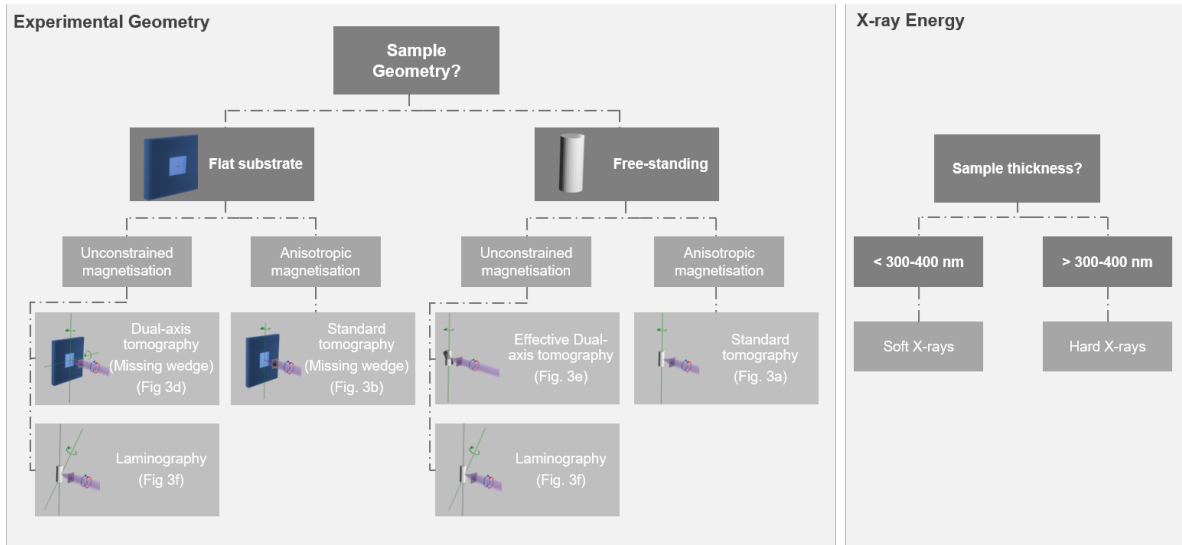 Experimental Geometry
Sample
Geometry?
Flat substrate
Free-standing
Unconstrained
magnetisation
Anisotropic
magnetisation
Unconstrained
magnetisation
Anisotropic
magnetisation
Dual-axis
tomography
(Missing wedge)
(Fig 3d)
Standard
tomography
(Missing wedge)
(Fig. 3b)
Effective Dual-
axis tomography
(Fig. 3e)
Standard
tomography
(Fig. 3a)
Laminography
(Fig 3f)
Laminography
(Fig. 3f)
X-ray Energy
Sample thickness?
< 300-400 nm
> 300-400 nm
Soft X-rays
Hard X-rays